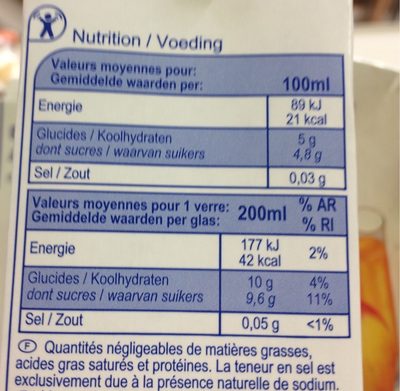 Nutrition / Voeding
Valeurs moyennes pour:
Gemiddelde waarden per: 100ml
Energie 89 kJ
21 kcal
Glucides / Koolhydraten 5 g
dont sucres / waarvan suikers 4,8 g
Sel / Zout 0,03 g
Valeurs moyennes pour 1 verre: 200ml % AR
Gemiddelde waarden per glas: % RI
Energie 177 kJ 2%
42 kcal
Glucides / Koolhydraten 10 g 4%
dont sucres / waarvan suikers 9,6 g 11%
Sel / Zout 0,05 g <1%
F Quantités négligeables de matières grasses,
acides gras saturés et protéines. La teneur en sel est
exclusivement due à la présence naturelle de sodium.